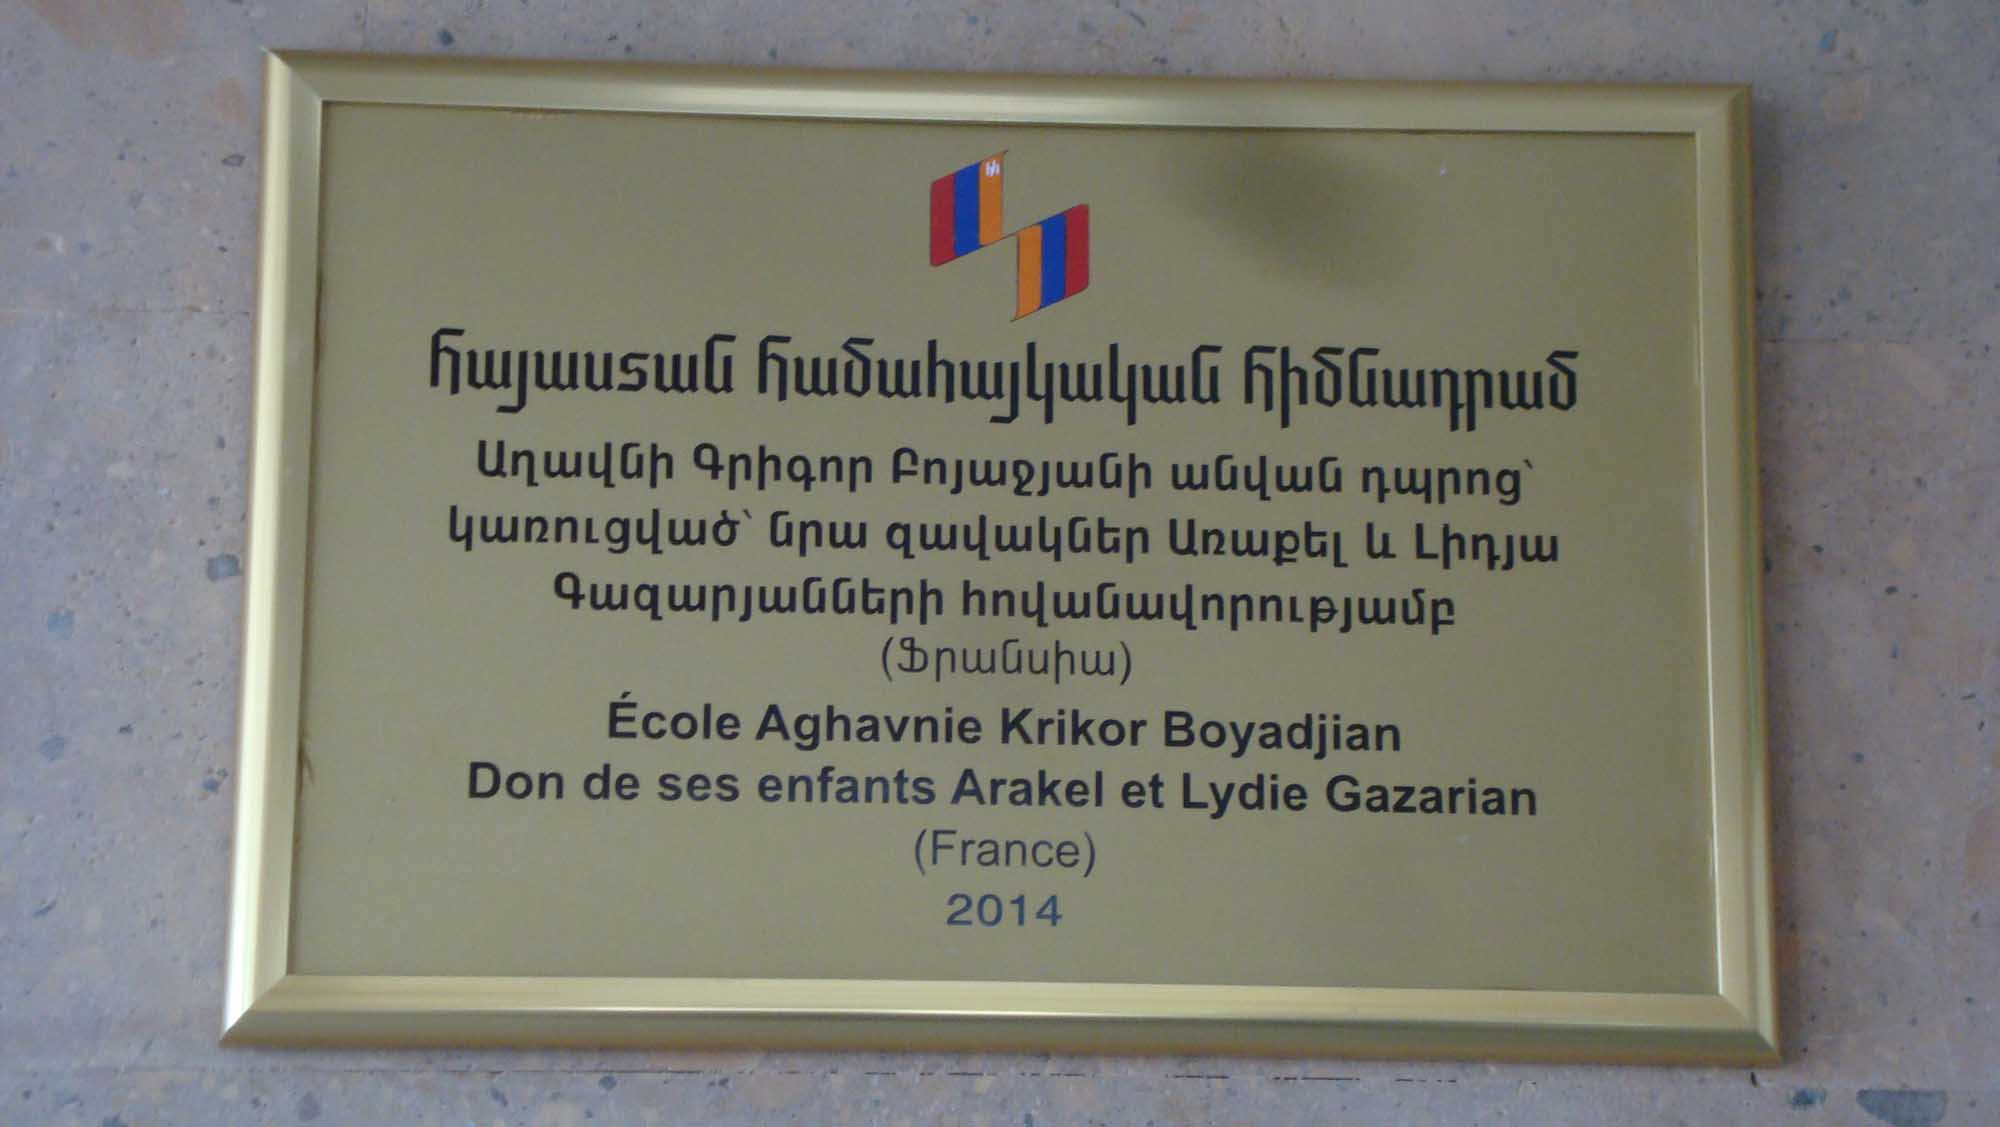 հայաստան համահայկական հիմնադրամ
Աղավնի Գրիգոր Բոյաջյանի անվան դպրոց՝
կառուցված՝ նրա զավակներ Առաքել և Լիդյա
Գազարյանների հովանավորությամբ
(Ֆրանսիա)
École Aghavnie Krikor Boyadjian
Don de ses enfants Arakel et Lydie Gazarian
(France)
2014